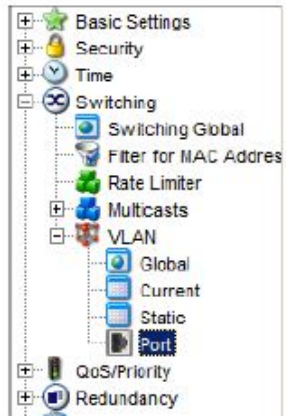 Basic Settings
Security
Time
Switching
Switching Global
Filter for MAC Addres
Rate Limiter
Multicasts
VLAN
Global
Current
Static
Port
QoS/Priority
Redundancy